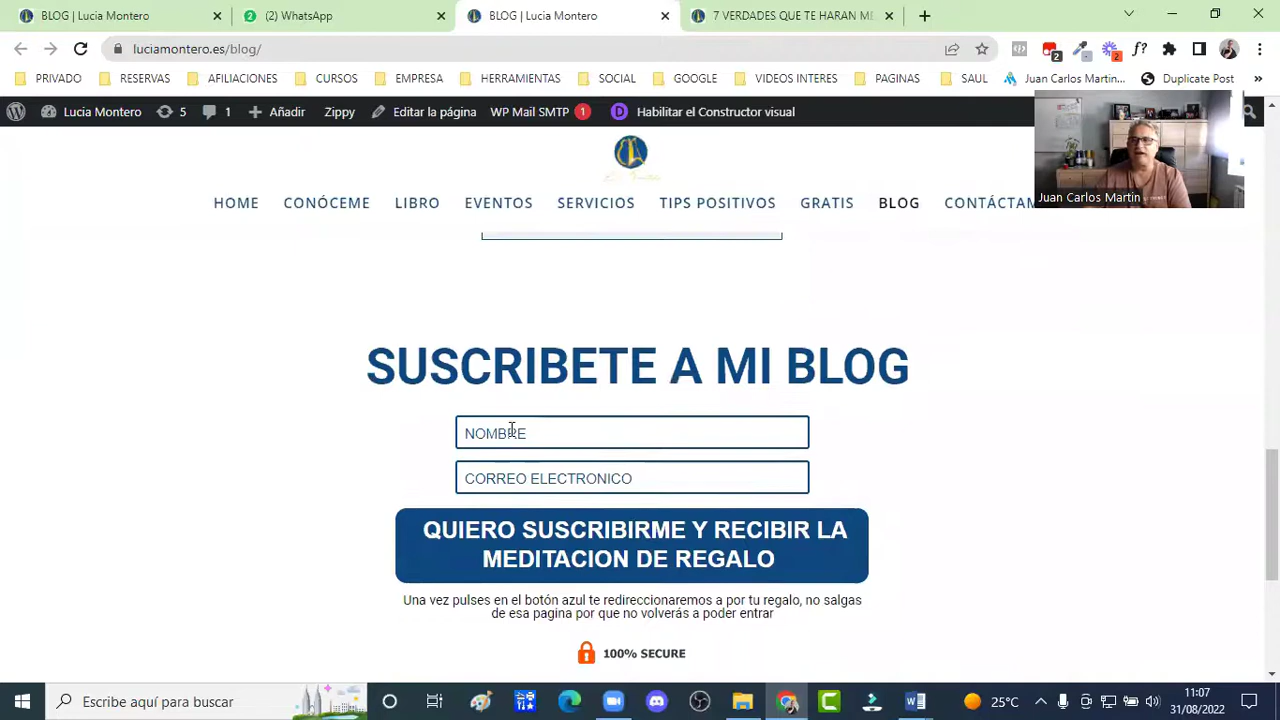 BLOG | Lucia Montero
(2) WhatsApp
BLOG | Lucia Montero
7 VERDADES QUE TE HARAN ME
luciamontero.es/blog/
2
2
PRIVADO
RESERVAS
AFILIACIONES
CURSOS
EMPRESA
HERRAMIENTAS
SOCIAL
GOOGLE
VIDEOS INTERES
PAGINAS
SAUL
Juan Carlos Martin...
Duplicate Post
Lucia Montero
5
1
Añadir
Zippy
Editar la página
WP Mail SMTP 1
Habilitar el Constructor visual
HOME
CONÓCEME
LIBRO
EVENTOS
SERVICIOS
TIPS POSITIVOS
GRATIS
BLOG
CONTÁCTAM
Juan Carlos Martin
SUSCRIBETE A MI BLOG
NOMBRE
CORREO ELECTRONICO
QUIERO SUSCRIBIRME Y RECIBIR LA
MEDITACION DE REGALO
Una vez pulses en el botón azul te redireccionaremos a por tu regalo, no salgas
de esa pagina por que no volverás a poder entrar
100% SECURE
Escribe aquí para buscar
25°C
11:07
31/08/2022